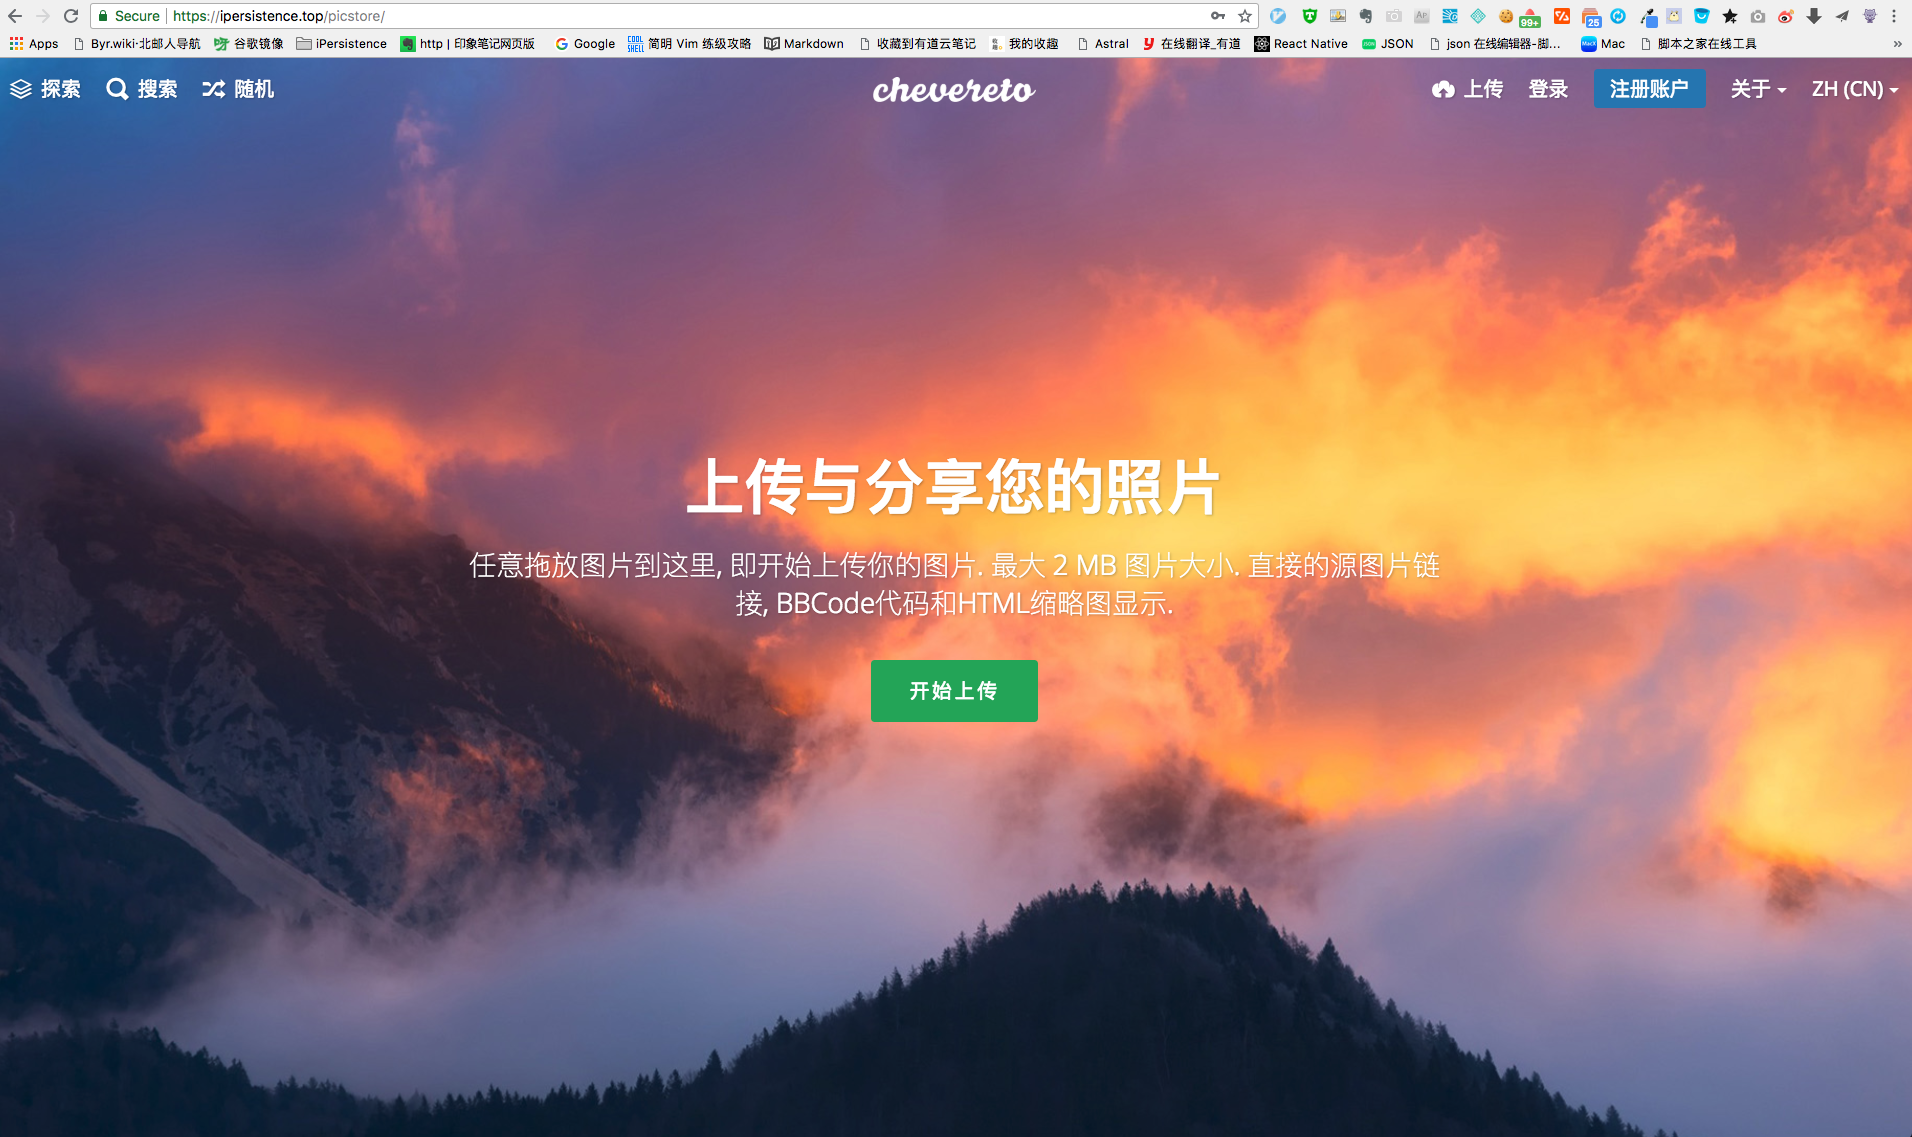 Secure https://ipersistence.top/picstore/
99+ 25
Apps Byr.wiki·北邮人导航 谷歌镜像 iPersistence http | 印象笔记网页版 Google 简明 Vim 练级攻略 Markdown 收藏到有道云笔记 我的收趣 Astral 在线翻译_有道 React Native JSON json 在线编辑器-脚... Mac 脚本之家在线工具 »
探索 搜索 随机 chevereto 上传 登录 注册账户 关于 ZH (CN)
上传与分享您的照片
任意拖放图片到这里, 即开始上传你的图片. 最大 2 MB 图片大小. 直接的源图片链
接, BBCode代码和HTML缩略图显示.
开始上传